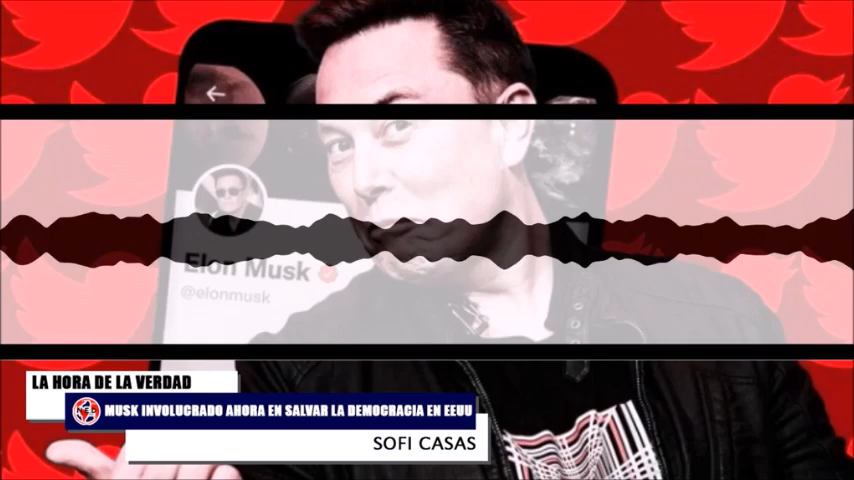 Elon Musk
@elonmusk
LA HORA DE LA VERDAD
MUSK INVOLUCRADO AHORA EN SALVAR LA DEMOCRACIA EN EEUU
SOFI CASAS